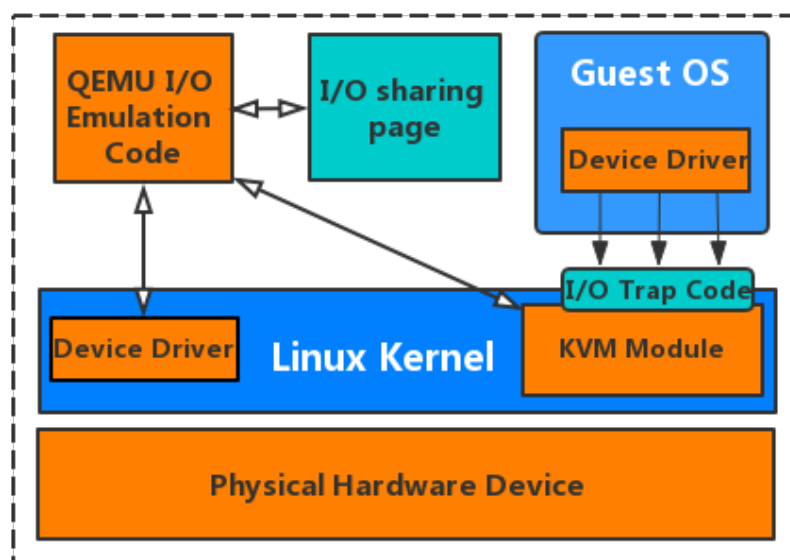 QEMU I/O
Emulation
Code
I/O sharing
page
Guest OS
Device Driver
I/O Trap Code
Device Driver
Linux Kernel
KVM Module
Physical Hardware Device